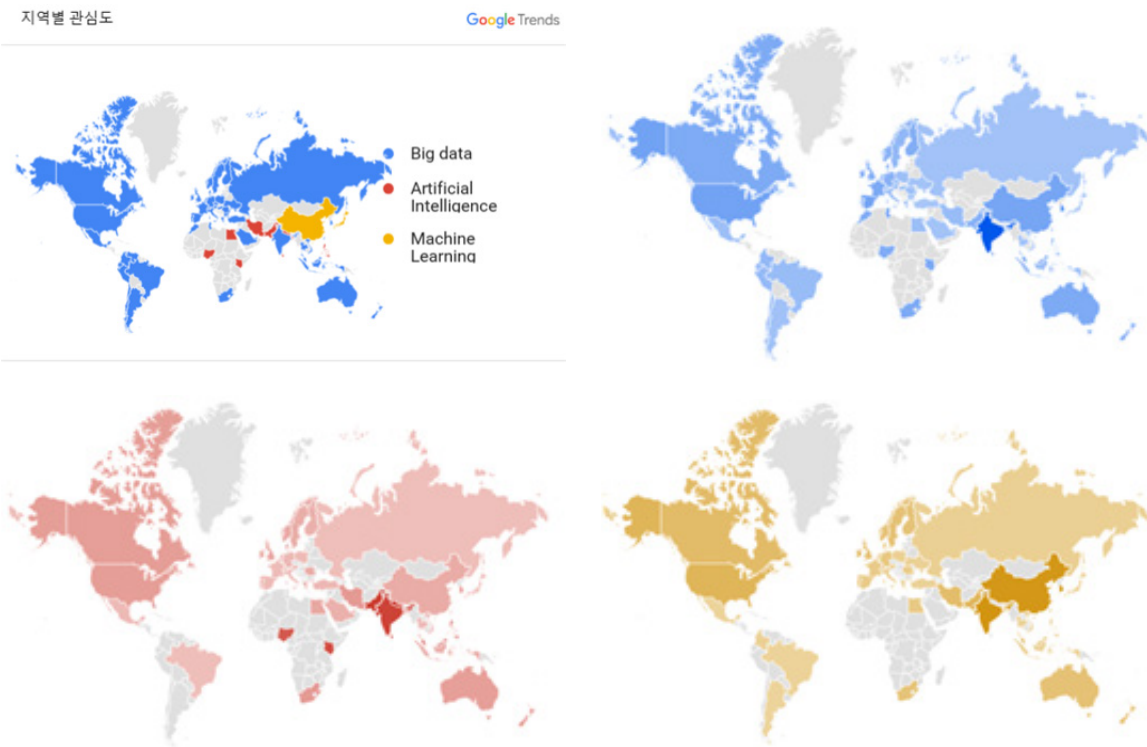 지역별 관심도
Google Trends
Big data
Artificial
Intelligence
Machine
Learning